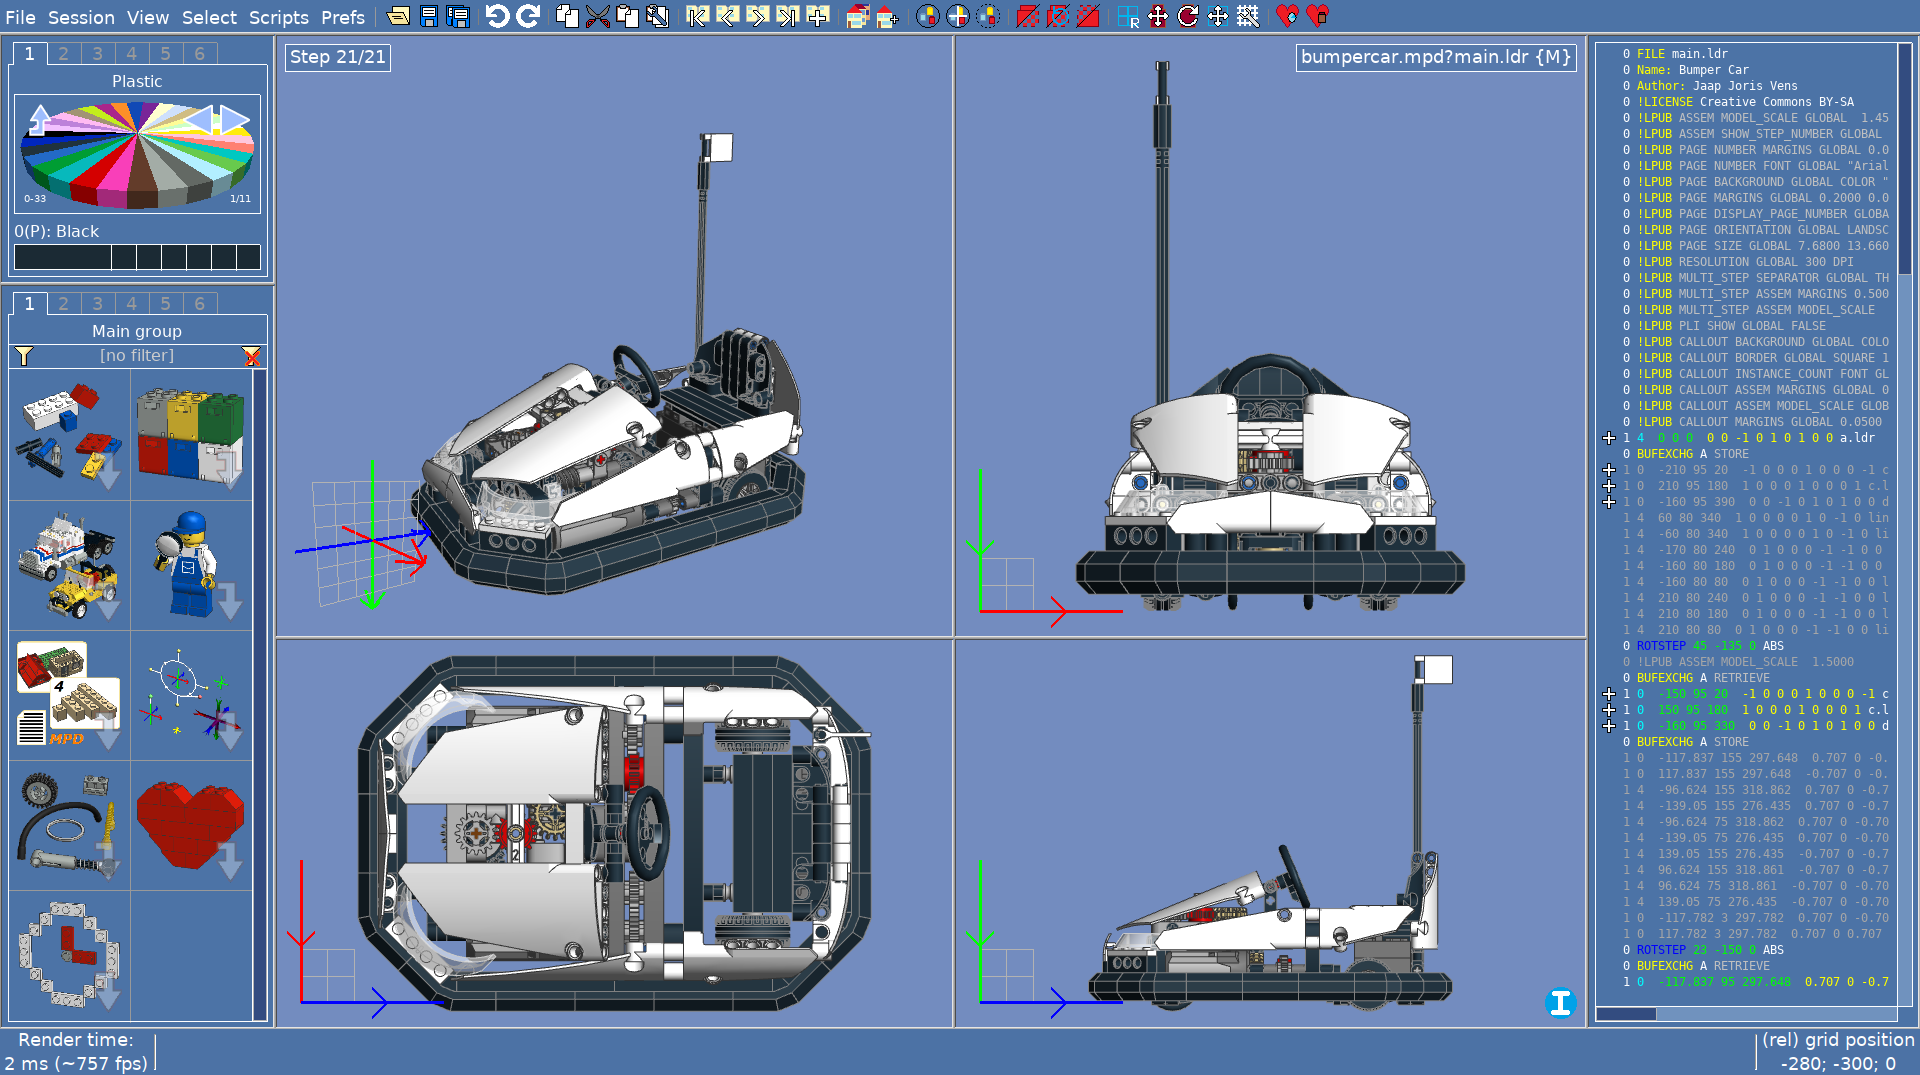 File Session View Select Scripts Prefs
1 2 3 4 5 6
Plastic
0-33 1/11
0(P): Black
1 2 3 4 5 6
Main group
[no filter]
4
MPD
Render time:
2 ms (~757 fps)
Step 21/21
bumpercar.mpd?main.ldr {M}
R
2
0 FILE main.ldr
0 Name: Bumper Car
0 Author: Jaap Joris Vens
0 !LICENSE Creative Commons BY-SA
0 !LPUB ASSEM MODEL_SCALE GLOBAL 1.45
0 !LPUB ASSEM SHOW_STEP_NUMBER GLOBAL
0 !LPUB PAGE NUMBER MARGINS GLOBAL 0.0
0 !LPUB PAGE NUMBER FONT GLOBAL "Arial
0 !LPUB PAGE BACKGROUND GLOBAL COLOR "
0 !LPUB PAGE MARGINS GLOBAL 0.2000 0.0
0 !LPUB PAGE DISPLAY_PAGE_NUMBER GLOBA
0 !LPUB PAGE ORIENTATION GLOBAL LANDSC
0 !LPUB PAGE SIZE GLOBAL 7.6800 13.660
0 !LPUB RESOLUTION GLOBAL 300 DPI
0 !LPUB MULTI_STEP SEPARATOR GLOBAL TH
0 !LPUB MULTI_STEP ASSEM MARGINS 0.500
0 !LPUB MULTI_STEP ASSEM MODEL_SCALE
0 !LPUB PLI SHOW GLOBAL FALSE
0 !LPUB CALLOUT BACKGROUND GLOBAL COLO
0 !LPUB CALLOUT BORDER GLOBAL SQUARE 1
0 !LPUB CALLOUT INSTANCE_COUNT FONT GL
0 !LPUB CALLOUT ASSEM MARGINS GLOBAL 0
0 !LPUB CALLOUT ASSEM MODEL_SCALE GLOB
0 !LPUB CALLOUT MARGINS GLOBAL 0.0500
1 4 0 0 0 0 0 -1 0 1 0 1 0 0 a.ldr
0 BUFEXCHG A STORE
1 0 -210 95 20 -1 0 0 0 1 0 0 0 -1 c
1 0 210 95 180 1 0 0 0 1 0 0 0 1 c.l
1 0 -160 95 390 0 0 -1 0 1 0 1 0 0 d
1 4 60 80 340 1 0 0 0 0 1 0 -1 0 lin
1 4 -60 80 340 1 0 0 0 0 1 0 -1 0 li
1 4 -170 80 240 0 1 0 0 0 -1 -1 0 0
1 4 -160 80 180 0 1 0 0 0 -1 -1 0 0
1 4 -160 80 80 0 1 0 0 0 -1 -1 0 0 l
1 4 210 80 240 0 1 0 0 0 -1 -1 0 0 l
1 4 210 80 180 0 1 0 0 0 -1 -1 0 0 l
1 4 210 80 80 0 1 0 0 0 -1 -1 0 0 li
0 ROTSTEP 45 -135 0 ABS
0 !LPUB ASSEM MODEL_SCALE 1.5000
0 BUFEXCHG A RETRIEVE
1 0 -150 95 20 -1 0 0 0 1 0 0 0 -1 c
1 0 150 95 180 1 0 0 0 1 0 0 0 1 c.l
1 0 -160 95 330 0 0 -1 0 1 0 1 0 0 d
0 BUFEXCHG A STORE
1 0 -117.837 155 297.648 0.707 0 -0.
1 0 117.837 155 297.648 -0.707 0 -0.
1 4 -96.624 155 318.862 0.707 0 -0.7
1 4 -139.05 155 276.435 0.707 0 -0.7
1 4 -96.624 75 318.862 0.707 0 -0.70
1 4 -139.05 75 276.435 0.707 0 -0.70
1 4 139.05 155 276.435 -0.707 0 -0.7
1 4 96.624 155 318.861 -0.707 0 -0.7
1 4 96.624 75 318.861 -0.707 0 -0.70
1 4 139.05 75 276.435 -0.707 0 -0.70
1 0 -117.782 3 297.782 0.707 0 -0.70
1 0 117.782 3 297.782 0.707 0 0.707
0 ROTSTEP 23 -150 0 ABS
0 BUFEXCHG A RETRIEVE
1 0 -117.837 95 297.648 0.707 0 -0.7
(rel) grid position
-280; -300; 0